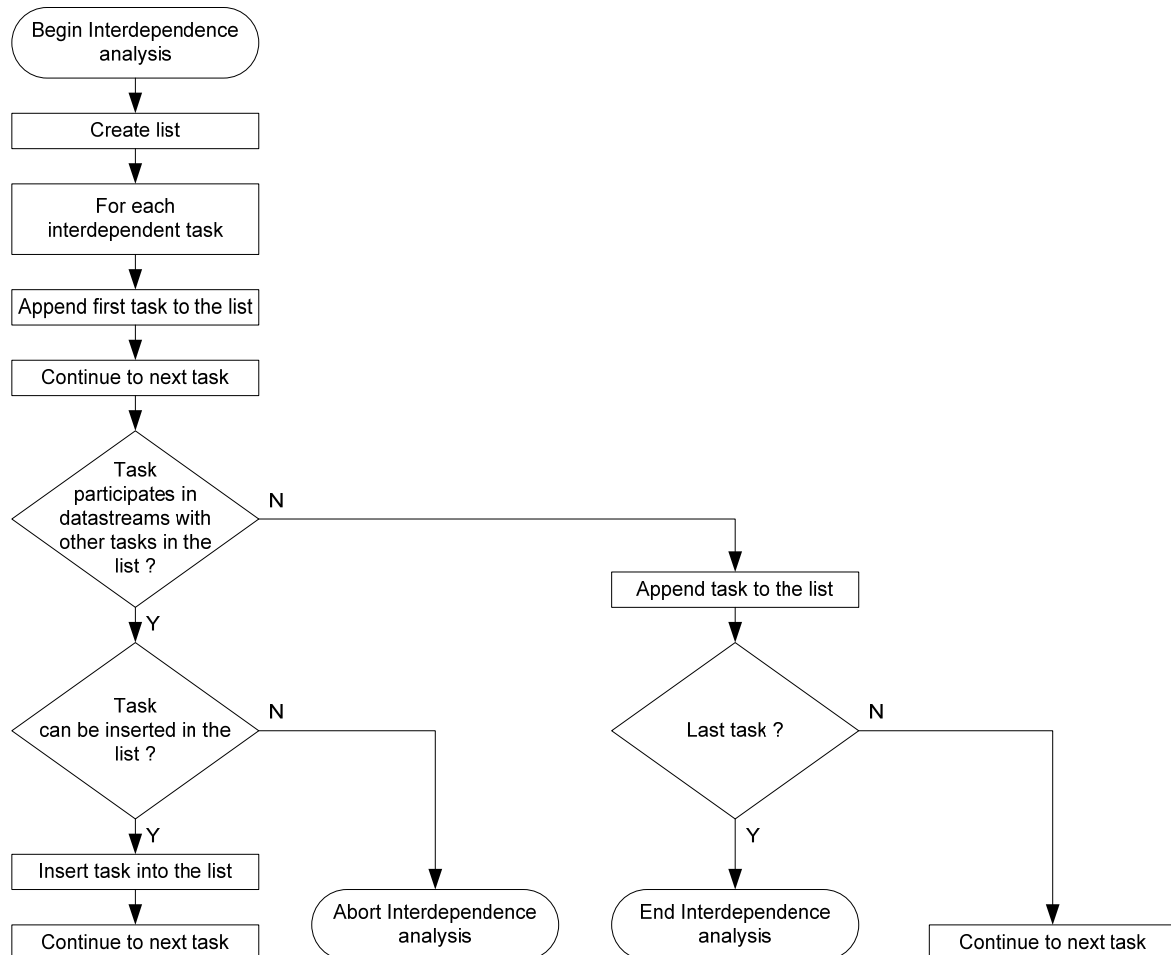 Begin Interdependence
analysis
Create list
For each
interdependent task
Append first task to the list
Continue to next task
Task
participates in
datastreams with
other tasks in the
list ?
N
Y
Append task to the list
Task
can be inserted in the
list ?
N
Y
Last task ?
N
Y
Insert task into the list
Continue to next task
Abort Interdependence
analysis
End Interdependence
analysis
Continue to next task